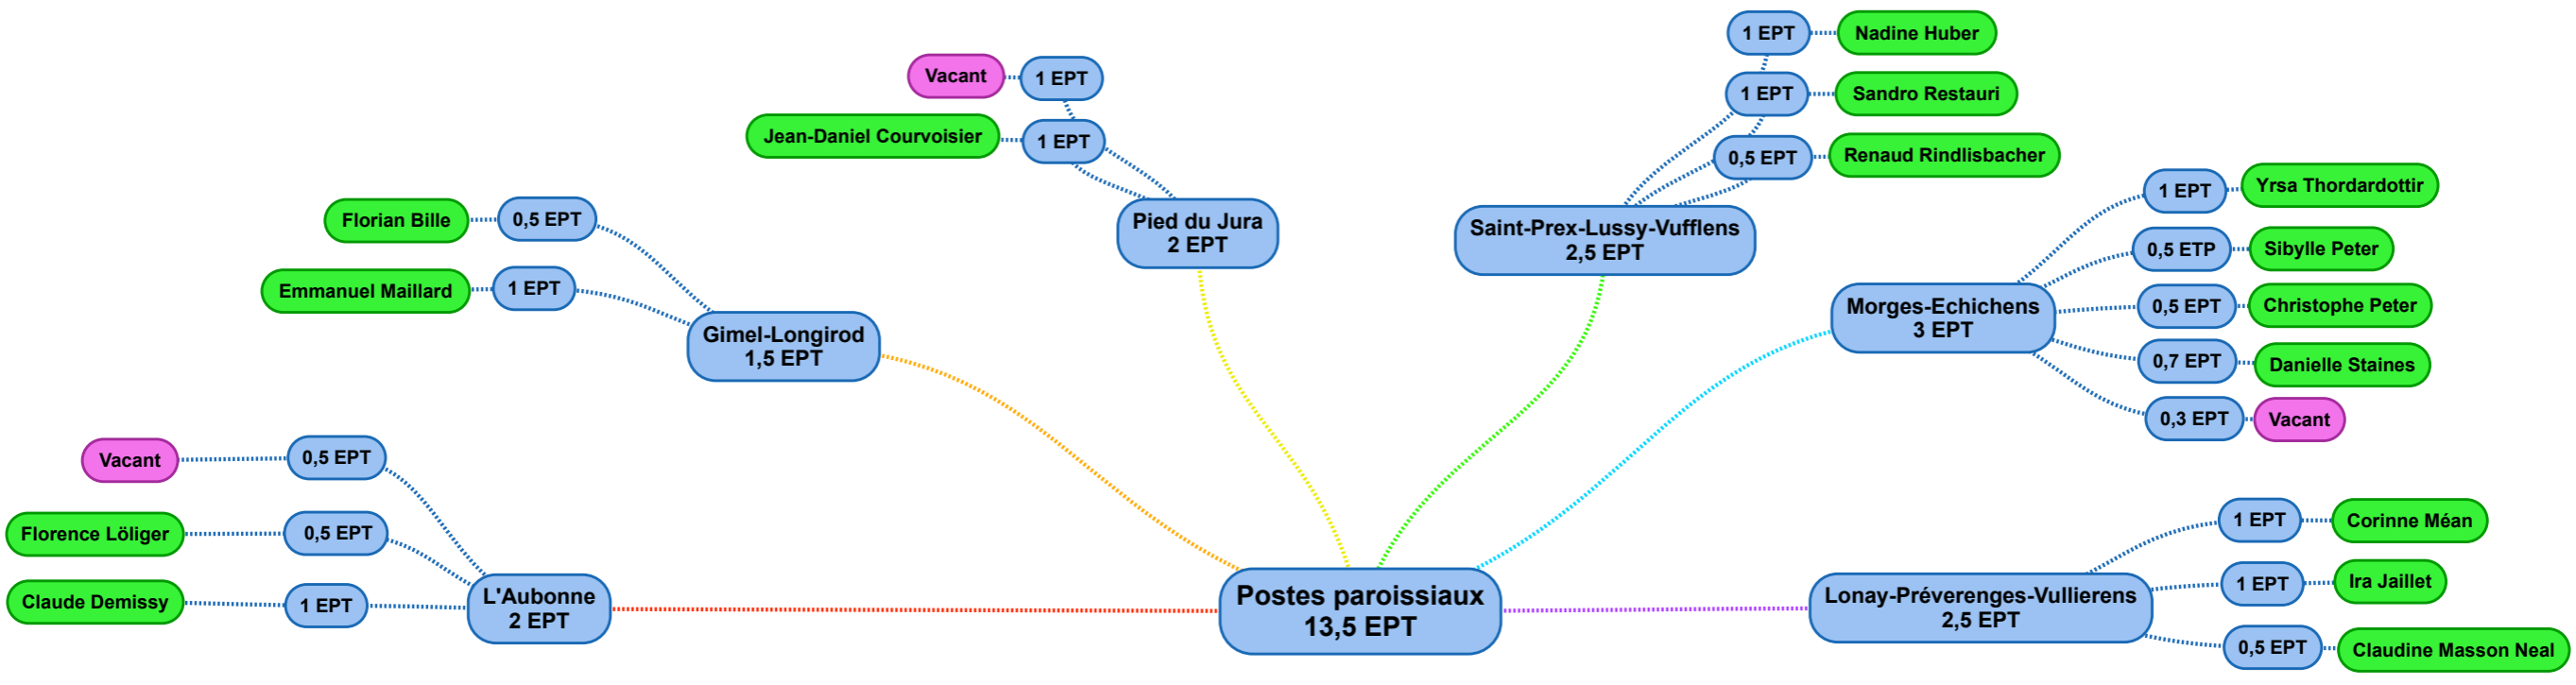 Postes paroissiaux
13,5 EPT
L'Aubonne
2 EPT
0,5 EPT
Vacant
0,5 EPT
Florence Löliger
1 EPT
Claude Demissy
Gimel-Longirod
1,5 EPT
0,5 EPT
Florian Bille
1 EPT
Emmanuel Maillard
Pied du Jura
2 EPT
1 EPT
Vacant
1 EPT
Jean-Daniel Courvoisier
Saint-Prex-Lussy-Vufflens
2,5 EPT
1 EPT
Nadine Huber
1 EPT
Sandro Restauri
0,5 EPT
Renaud Rindlisbacher
Morges-Echichens
3 EPT
1 EPT
Yrsa Thordardottir
0,5 ETP
Sibylle Peter
0,5 EPT
Christophe Peter
0,7 EPT
Danielle Staines
0,3 EPT
Vacant
Lonay-Préverenges-Vullierens
2,5 EPT
1 EPT
Corinne Méan
1 EPT
Ira Jaillet
0,5 EPT
Claudine Masson Neal